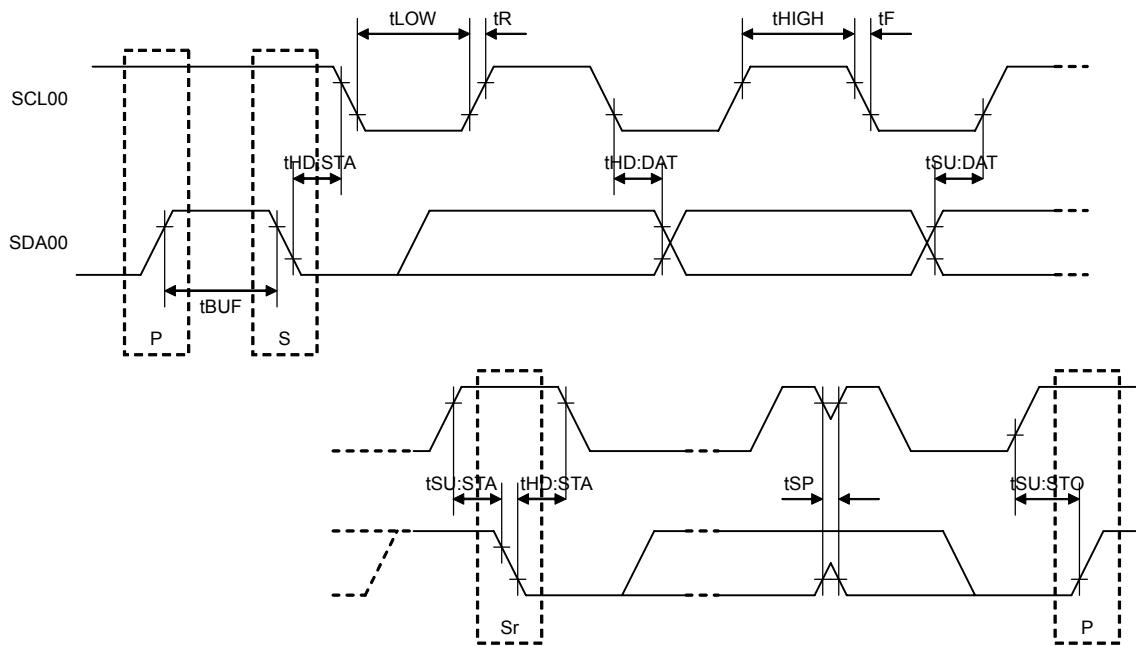 tLOW tR tHIGH tF
SCL00
tHD:STA tHD:DAT tSU:DAT
SDA00
tBUF
P S
tSU:STA tHD:STA tSP tSU:STO
Sr P